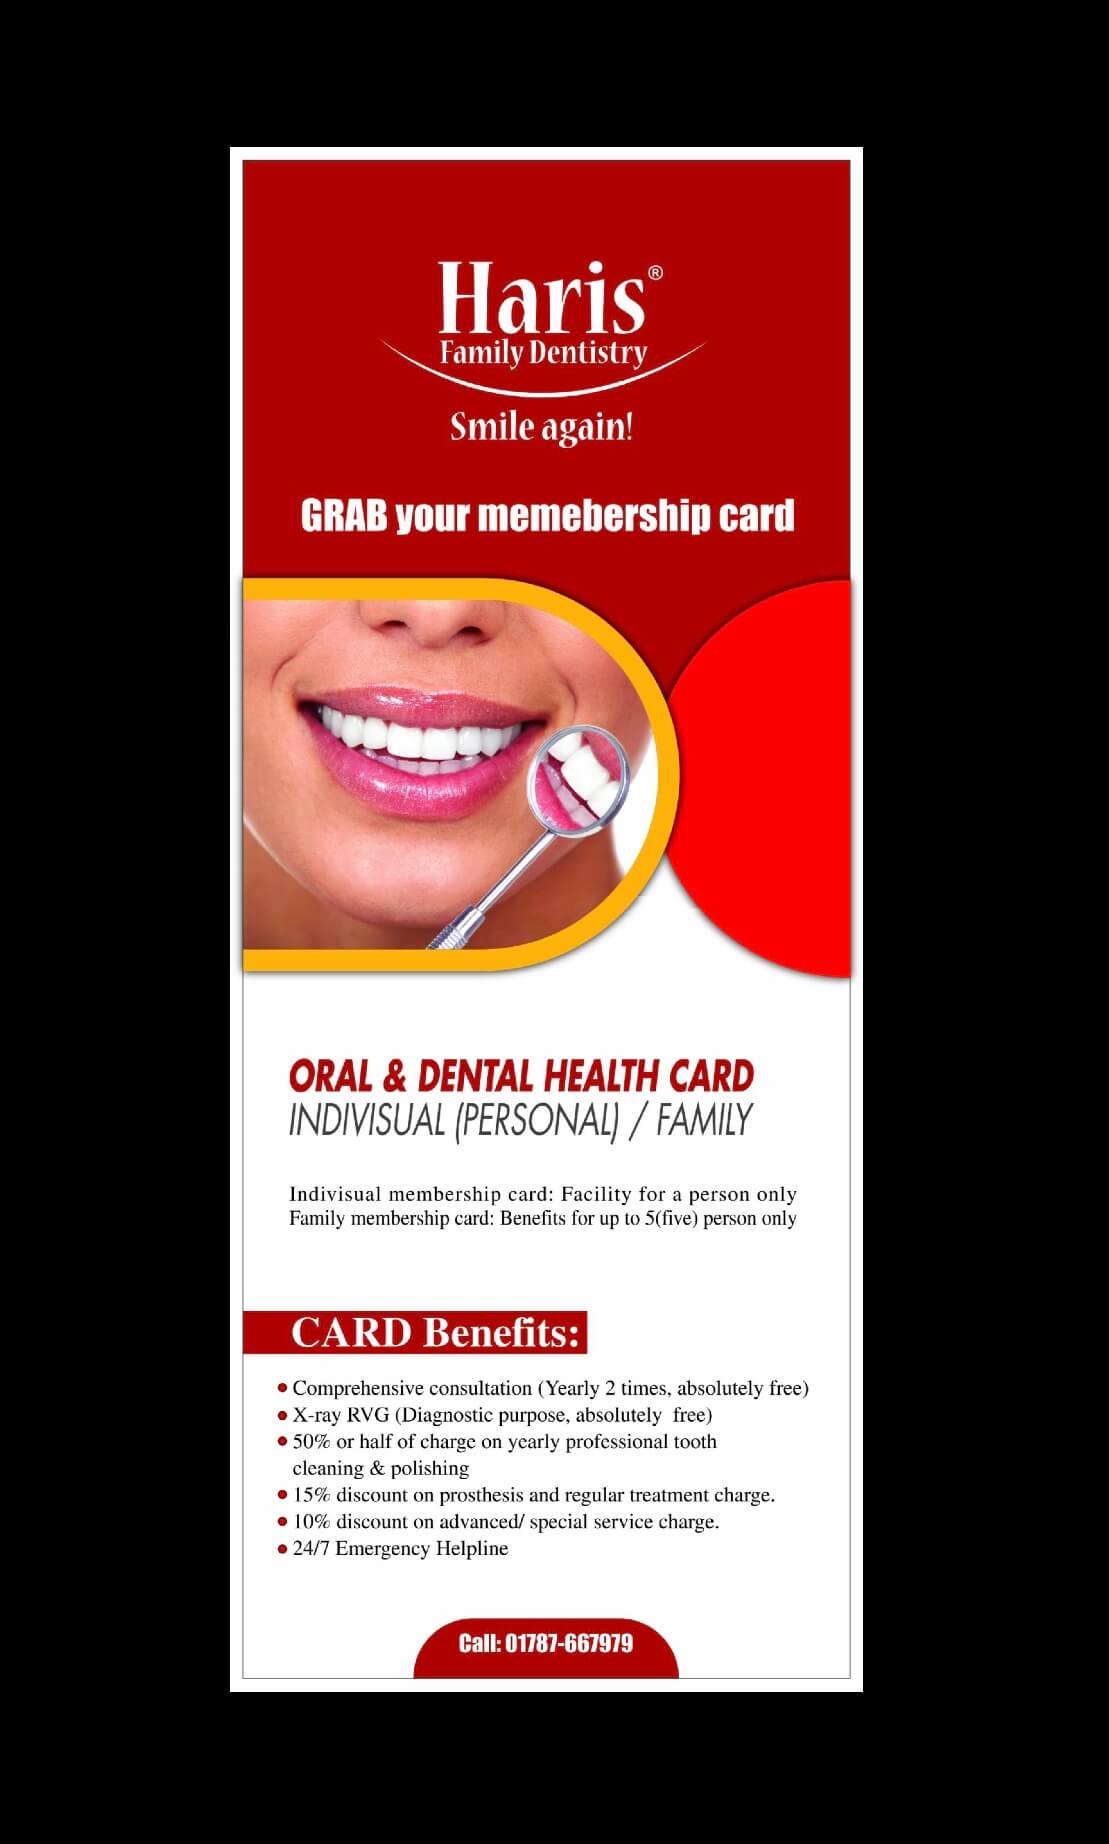 Haris®
Family Dentistry
Smile again!
GRAB your memebership card
ORAL & DENTAL HEALTH CARD
INDIVISUAL (PERSONAL) / FAMILY
Indivisual membership card: Facility for a person only
Family membership card: Benefits for up to 5(five) person only
CARD Benefits:
• Comprehensive consultation (Yearly 2 times, absolutely free)
• X-ray RVG (Diagnostic purpose, absolutely free)
• 50% or half of charge on yearly professional tooth
cleaning & polishing
• 15% discount on prosthesis and regular treatment charge.
• 10% discount on advanced/ special service charge.
• 24/7 Emergency Helpline
Call: 01787-667979